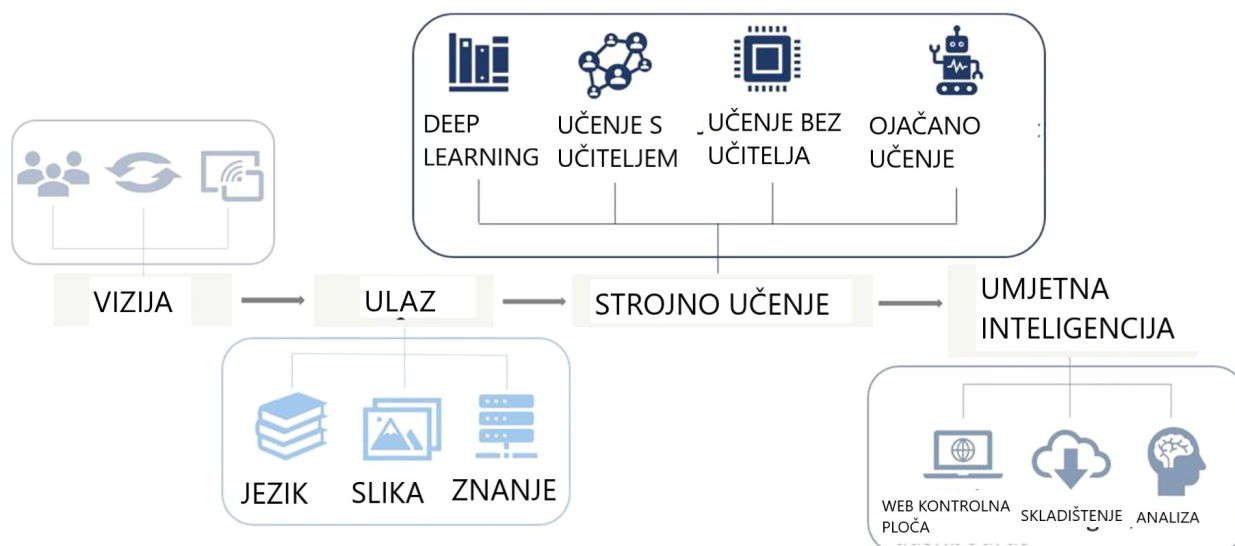 DEEP
LEARNING
UČENJE S
UČITELJEM
UČENJE BEZ
UČITELJA
OJAČANO
UČENJE
VIZIJA
ULAZ
STROJNO UČENJE
UMJETNA
INTELIGENCIJA
JEZIK
SLIKA
ZNANJE
WEB KONTROLNA
PLOČA
SKLADIŠTENJE
ANALIZA